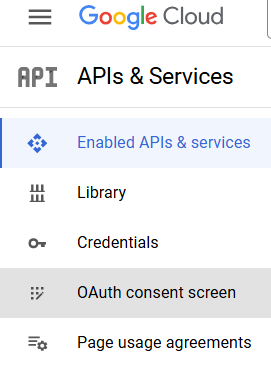 Google Cloud
API APIs & Services
Enabled APIs & services
Library
Credentials
OAuth consent screen
Page usage agreements